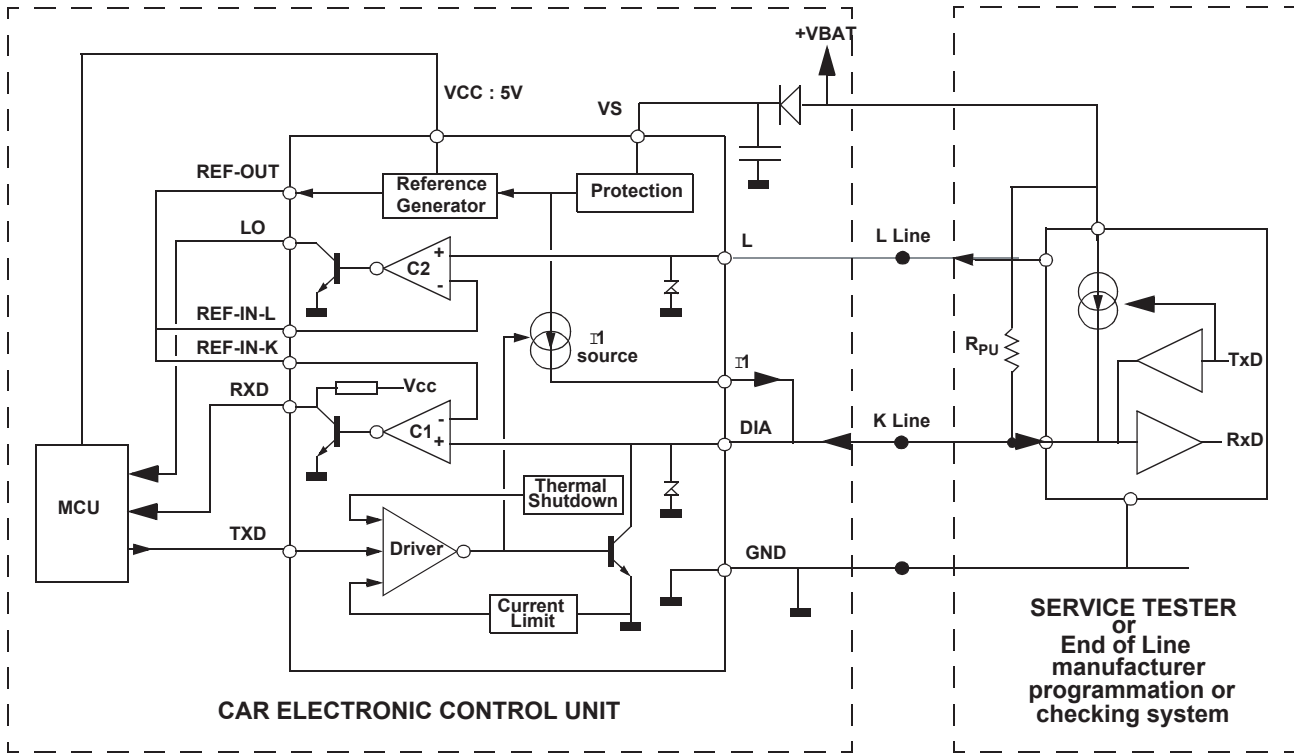 +VBAT
VCC : 5V
VS
REF-OUT
Reference
Generator
Protection
LO
L
L Line
C2
+
-
REF-IN-L
REF-IN-K
I1
source
I1
RPU
TxD
RXD
Vcc
C1
-
+
DIA
K Line
RxD
MCU
Thermal
Shutdown
TXD
Driver
GND
Current
Limit
CAR ELECTRONIC CONTROL UNIT
SERVICE TESTER
or
End of Line
manufacturer
programmation or
checking system